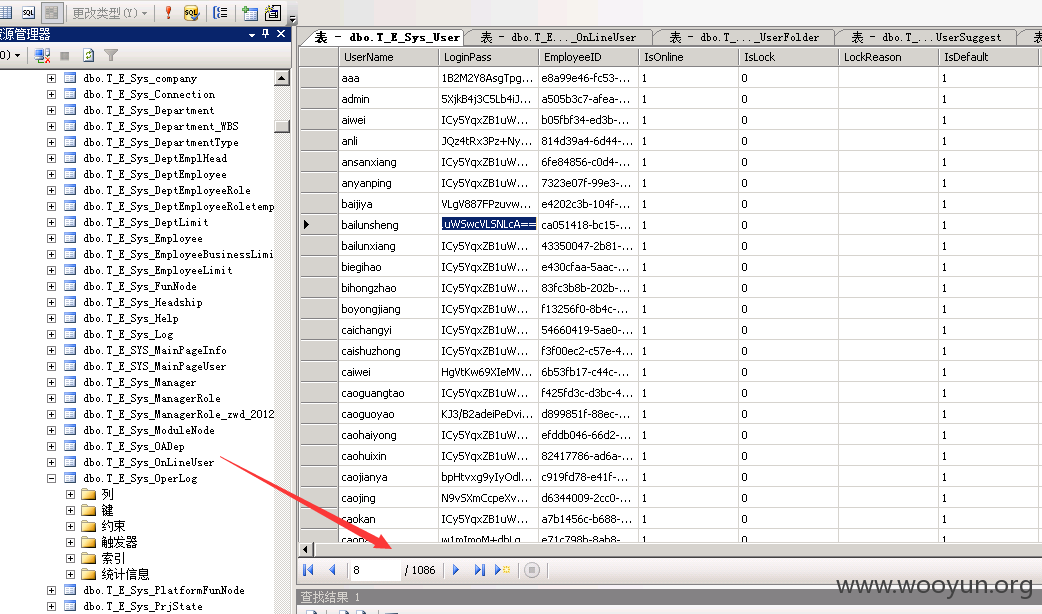 更改类型(Y)
资源管理器
表 - dbo.T_E_Sys_User 表 - dbo.T_E..._OnLineUser 表 - dbo.T_..._UserFolder 表 - dbo.T_...UserSuggest 表
dbo.T_E_Sys_company
dbo.T_E_Sys_Connection
dbo.T_E_Sys_Department
dbo.T_E_Sys_Department_WBS
dbo.T_E_Sys_DepartmentType
dbo.T_E_Sys_DeptEmplHead
dbo.T_E_Sys_DeptEmployee
dbo.T_E_Sys_DeptEmployeeRole
dbo.T_E_Sys_DeptEmployeeRoletemp
dbo.T_E_Sys_DeptLimit
dbo.T_E_Sys_Employee
dbo.T_E_Sys_EmployeeBusinessLimi
dbo.T_E_Sys_EmployeeLimit
dbo.T_E_Sys_FunNode
dbo.T_E_Sys_Headship
dbo.T_E_Sys_Help
dbo.T_E_Sys_Log
dbo.T_E_SYS_MainPageInfo
dbo.T_E_SYS_MainPageUser
dbo.T_E_Sys_Manager
dbo.T_E_Sys_ManagerRole
dbo.T_E_Sys_ManagerRole_zwd_2012
dbo.T_E_Sys_ModuleNode
dbo.T_E_Sys_OADep
dbo.T_E_Sys_OnLineUser
dbo.T_E_Sys_OperLog
列
键
约束
触发器
索引
统计信息
dbo.T_E_Sys_PlatformFunNode
dbo.T_E_Sys_PrjState
UserName LoginPass EmployeeID IsOnline IsLock LockReason IsDefault
aaa 1B2M2Y8AsgTpg... e8a99e46-fc53-... 1 0 1
admin 5XjkB4j3C5Lb4iJ... a505b3c7-afea-... 1 0 1
aiwei ICy5YqxZB1uW... b05fbf34-ed3b-... 1 0 1
anli JQz4tRx3Pz+Ny... 814d39a4-6d44-... 1 0 1
ansanxiang ICy5YqxZB1uW... 6fe84856-c0d4-... 1 0 1
anyanping ICy5YqxZB1uW... 7323e07f-99e3-... 1 0 1
baijiya VLgV887FPzuvw... e4202c3b-104f-... 1 0 1
bailunsheng .uWSwcVLSNLcA== ca051418-bc15-... 1 0 1
bailunxiang ICy5YqxZB1uW... 43350047-2b81-... 1 0 1
biegihao ICy5YqxZB1uW... e430cfaa-5aac-... 1 0 1
bihongzhao ICy5YqxZB1uW... 83fc3b8b-202b-... 1 0 1
boyongjiang ICy5YqxZB1uW... f13256f0-8b4c-... 1 0 1
caichangyi ICy5YqxZB1uW... 54660419-5ae0-... 1 0 1
caishuzhong ICy5YqxZB1uW... f3f00ec2-c57e-4... 1 0 1
caiwei HgVtKw69XIeMV... 6b53fb17-c44c-... 1 0 1
caoguangtao ICy5YqxZB1uW... f425fd3c-d3bc-4... 1 0 1
caoguoyao KJ3/B2adeiPeDvi... d899851f-88ec-... 1 0 1
caohaiyong ICy5YqxZB1uW... efddb046-66d2-... 1 0 1
caohuixin ICy5YqxZB1uW... 82417786-ad6a-... 1 0 1
caojianya bpHtvxg9yIyOdl... c919fd78-e41f-... 1 0 1
caojing N9vSXmCcpeXv... d6344009-2cc0-... 1 0 1
caokan ICy5YqxZB1uW... a7b1456c-b688-... 1 0 1
8 / 1086
查找结果 1
www.wooyun.org